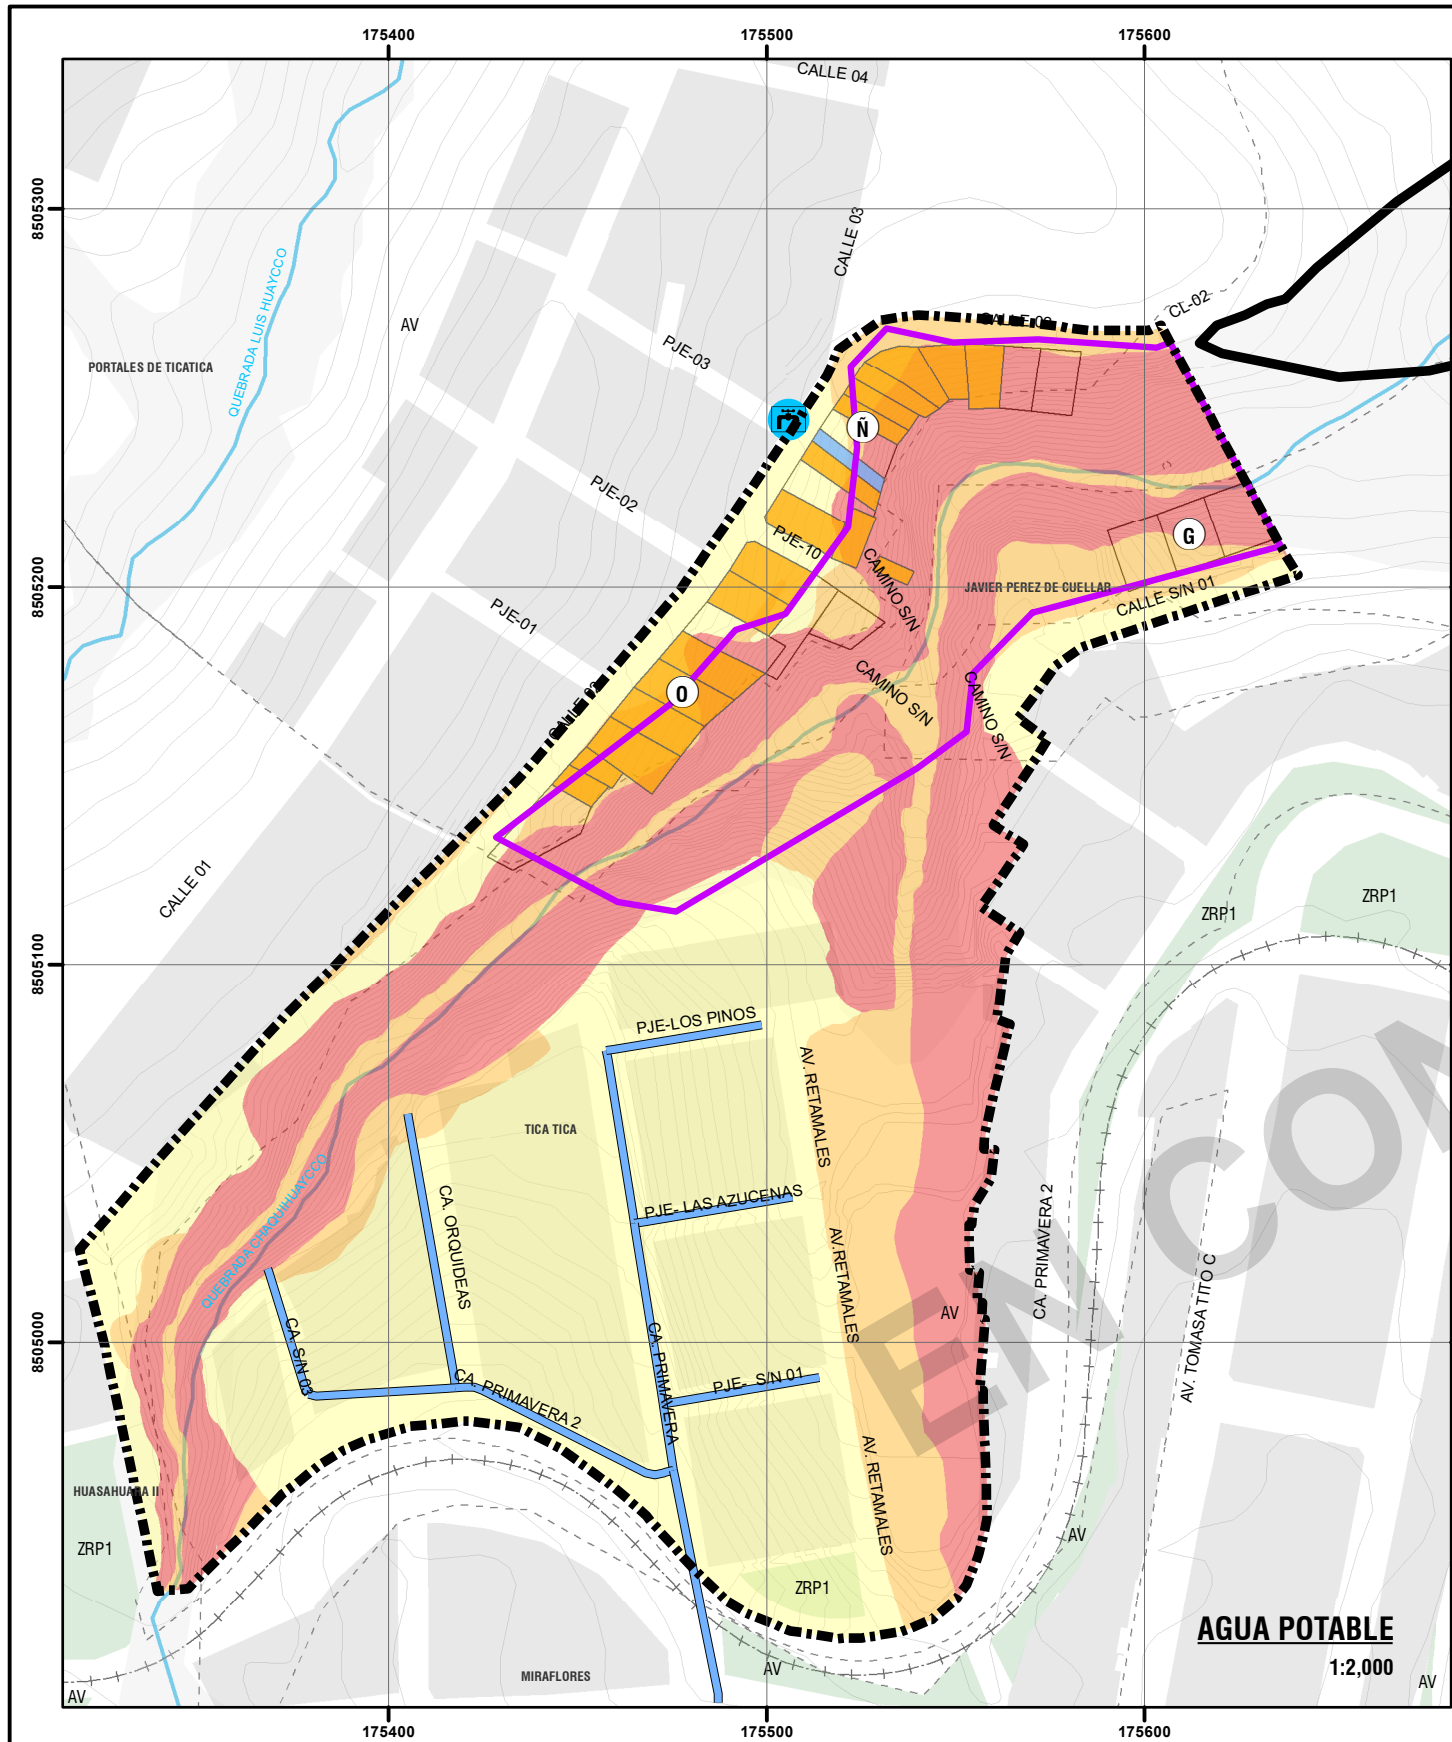 175400
175500
175600
CALLE 04
8505300
CALLE 03
QUEBRADA LUIS HUAYCCO
CL-02
AV
PJE-03
PORTALES DE TICATICA
Ñ
PJE-02
G
PJE-10
CAMINO S/N
8505200
JAVIER PEREZ DE CUELLAR
CALLE S/N 01
PJE-01
O
CAMINO S/N
CAMINO S/N
CALLE 01
ZRP1
ZRP1
8505100
PJE-LOS PINOS
AV. RETAMALES
TICA TICA
EN CON
QUEBRADA CHAQUIHUAYCCO
CA. ORQUIDEAS
PJE- LAS AZUCENAS
CA. PRIMAVERA 2
AV.RETAMALES
AV. TOMASA TITO C
AV
8505000
CA. S/N 03
CA. PRIMAVERA
CA. PRIMAVERA 2
PJE- S/N 01
AV. RETAMALES
HUASAHUARA II
ZRP1
AV
ZRP1
AGUA POTABLE
1:2,000
MIRAFLORES
AV
AV
AV
175400
175500
175600